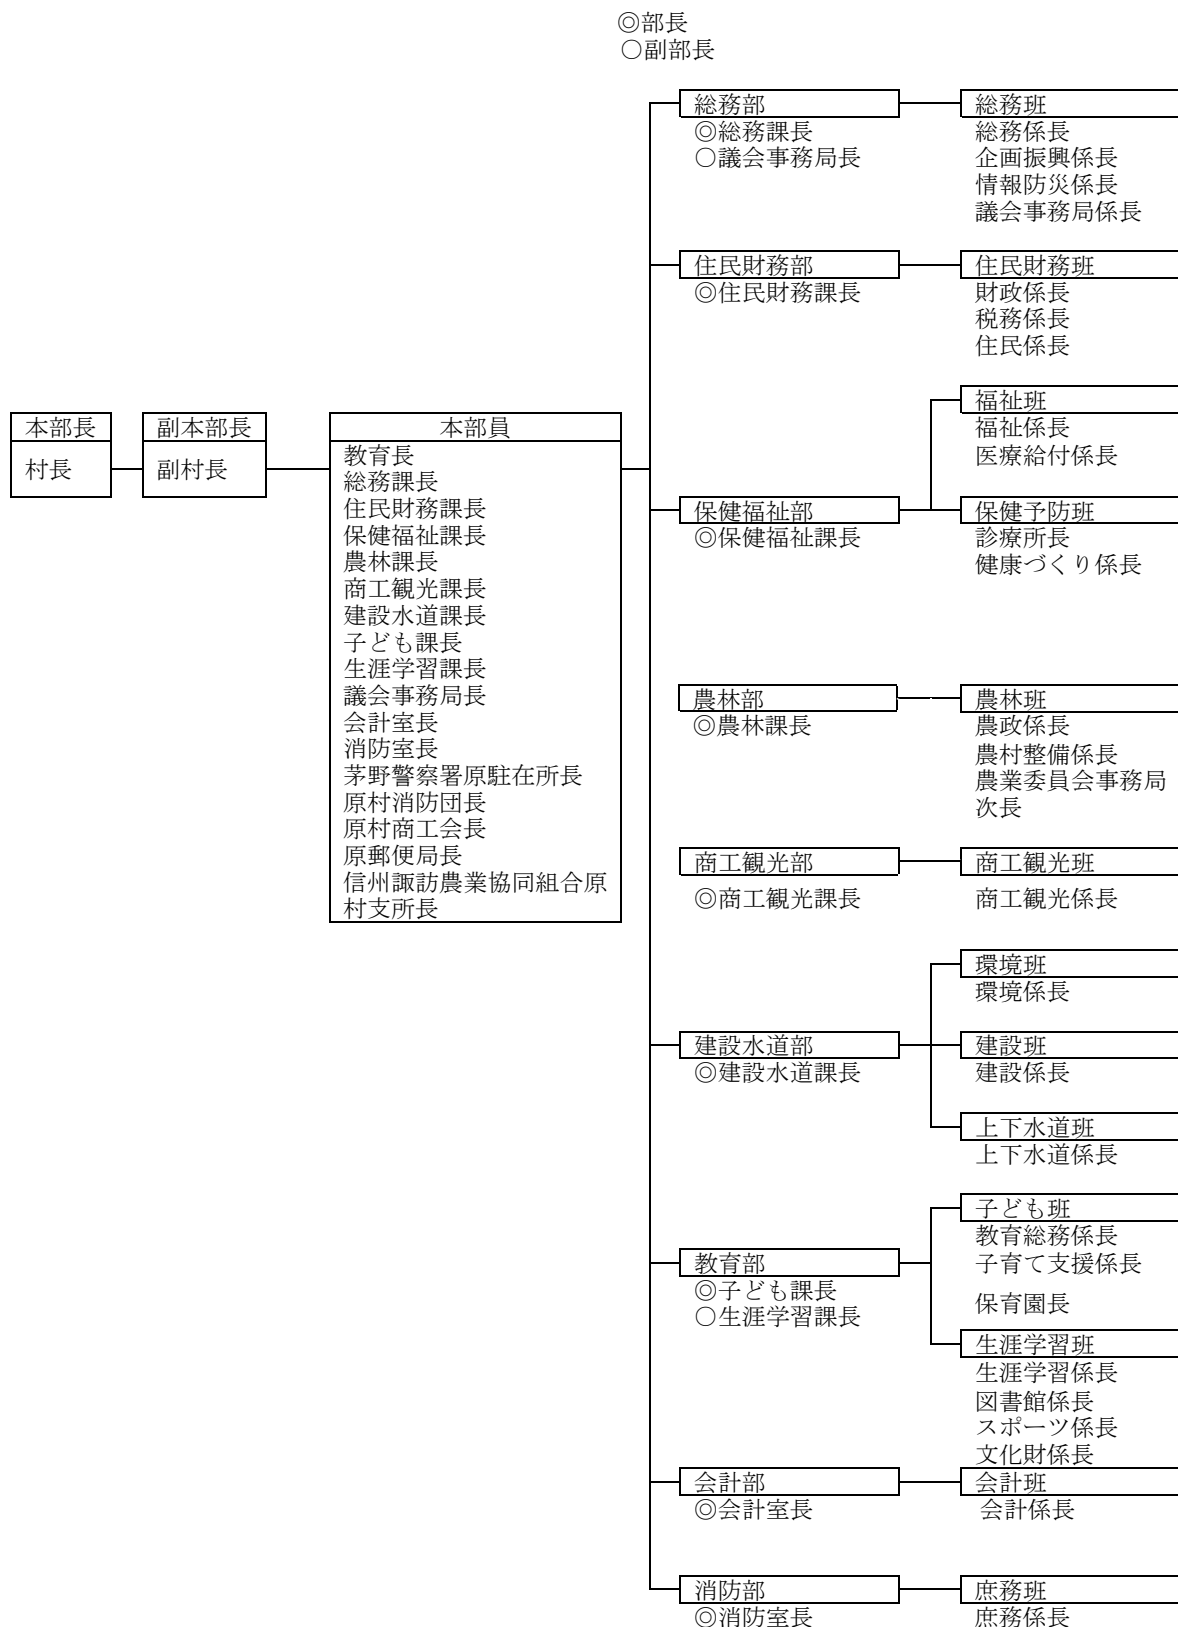 ◎部長
○副部長
本部長
村長
副本部長
副村長
本部員
教育長
総務課長
住民財務課長
保健福祉課長
農林課長
商工観光課長
建設水道課長
子ども課長
生涯学習課長
議会事務局長
会計室長
消防室長
茅野警察署原駐在所長
原村消防団長
原村商工会長
原郵便局長
信州諏訪農業協同組合原
村支所長
総務部
◎総務課長
○議会事務局長
総務班
総務係長
企画振興係長
情報防災係長
議会事務局係長
住民財務部
◎住民財務課長
住民財務班
財政係長
税務係長
住民係長
保健福祉部
◎保健福祉課長
福祉班
福祉係長
医療給付係長
保健予防班
診療所長
健康づくり係長
農林部
◎農林課長
農林班
農政係長
農村整備係長
農業委員会事務局
次長
商工観光部
◎商工観光課長
商工観光班
商工観光係長
建設水道部
◎建設水道課長
環境班
環境係長
建設班
建設係長
上下水道班
上下水道係長
教育部
◎子ども課長
○生涯学習課長
子ども班
教育総務係長
子育て支援係長
保育園長
生涯学習班
生涯学習係長
図書館係長
スポーツ係長
文化財係長
会計部
◎会計室長
会計班
会計係長
消防部
◎消防室長
庶務班
庶務係長